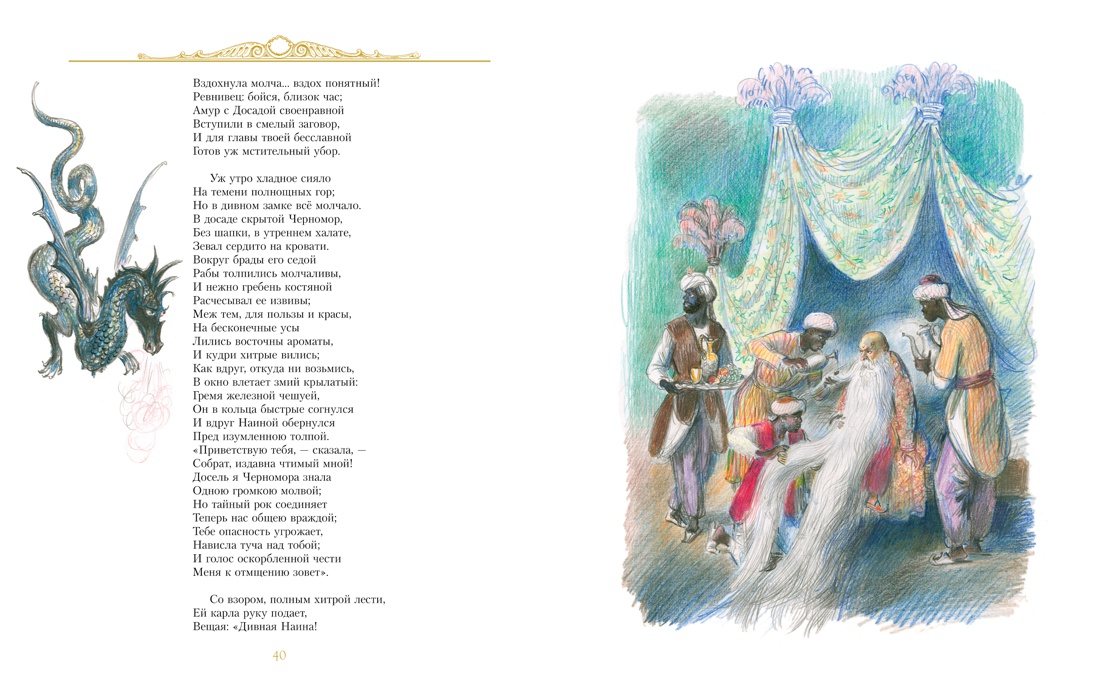 Вздохнула молча... вздох понятный!
Ревнивец: бойся, близок час;
Амур с Досадой своенравной
Вступили в смелый заговор,
И для главы твоей бесславной
Готов уж мстительный убор.
Уж утро хладное сияло
На темени полнощных гор;
Но в дивном замке всё молчало.
В досаде скрытой Черномор,
Без шапки, в утреннем халате,
Зевал сердито на кровати.
Вокруг брады его седой
Рабы толпились молчаливы,
И нежно гребень костяной
Расчесывал ее извивы;
Меж тем, для пользы и красы,
На бесконечные усы
Лились восточны ароматы,
И кудри хитрые вились;
Как вдруг, откуда ни возьмись,
В окно влетает змий крылатый:
Гремя железной чешуей,
Он в кольца быстрые согнулся
И вдруг Наиной обернулся
Пред изумленною толпой.
«Приветствую тебя, — сказала, —
Собрат, издавна чтимый мной!
Досель я Черномора знала
Одною громкою молвой;
Но тайный рок соединяет
Теперь нас общею враждой;
Тебе опасность угрожает,
Нависла туча над тобой;
И голос оскорбленной чести
Меня к отмщению зовет».
Со взором, полным хитрой лести,
Ей карла руку подает,
Вещая: «Дивная Наина!
40